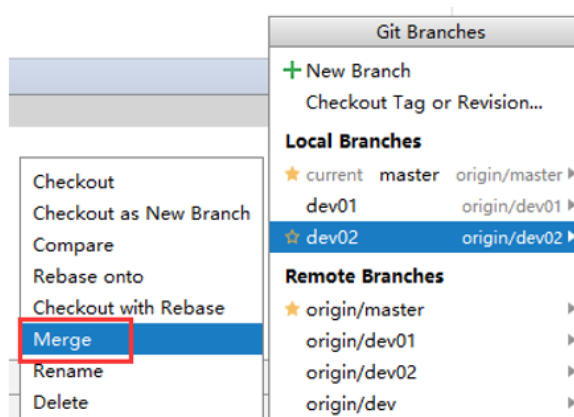 Git Branches
New Branch
Checkout Tag or Revision...
Local Branches
current master origin/master
dev01 origin/dev01
dev02 origin/dev02
Remote Branches
origin/master
origin/dev01
origin/dev02
origin/dev
Checkout
Checkout as New Branch
Compare
Rebase onto
Checkout with Rebase
Merge
Rename
Delete